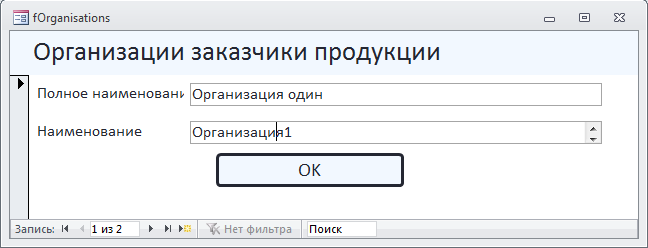 fOrganisations
Организации заказчики продукции
Полное наименовани Организация один
Наименование Организация1
OK
Запись: 1 из 2 Нет фильтра Поиск